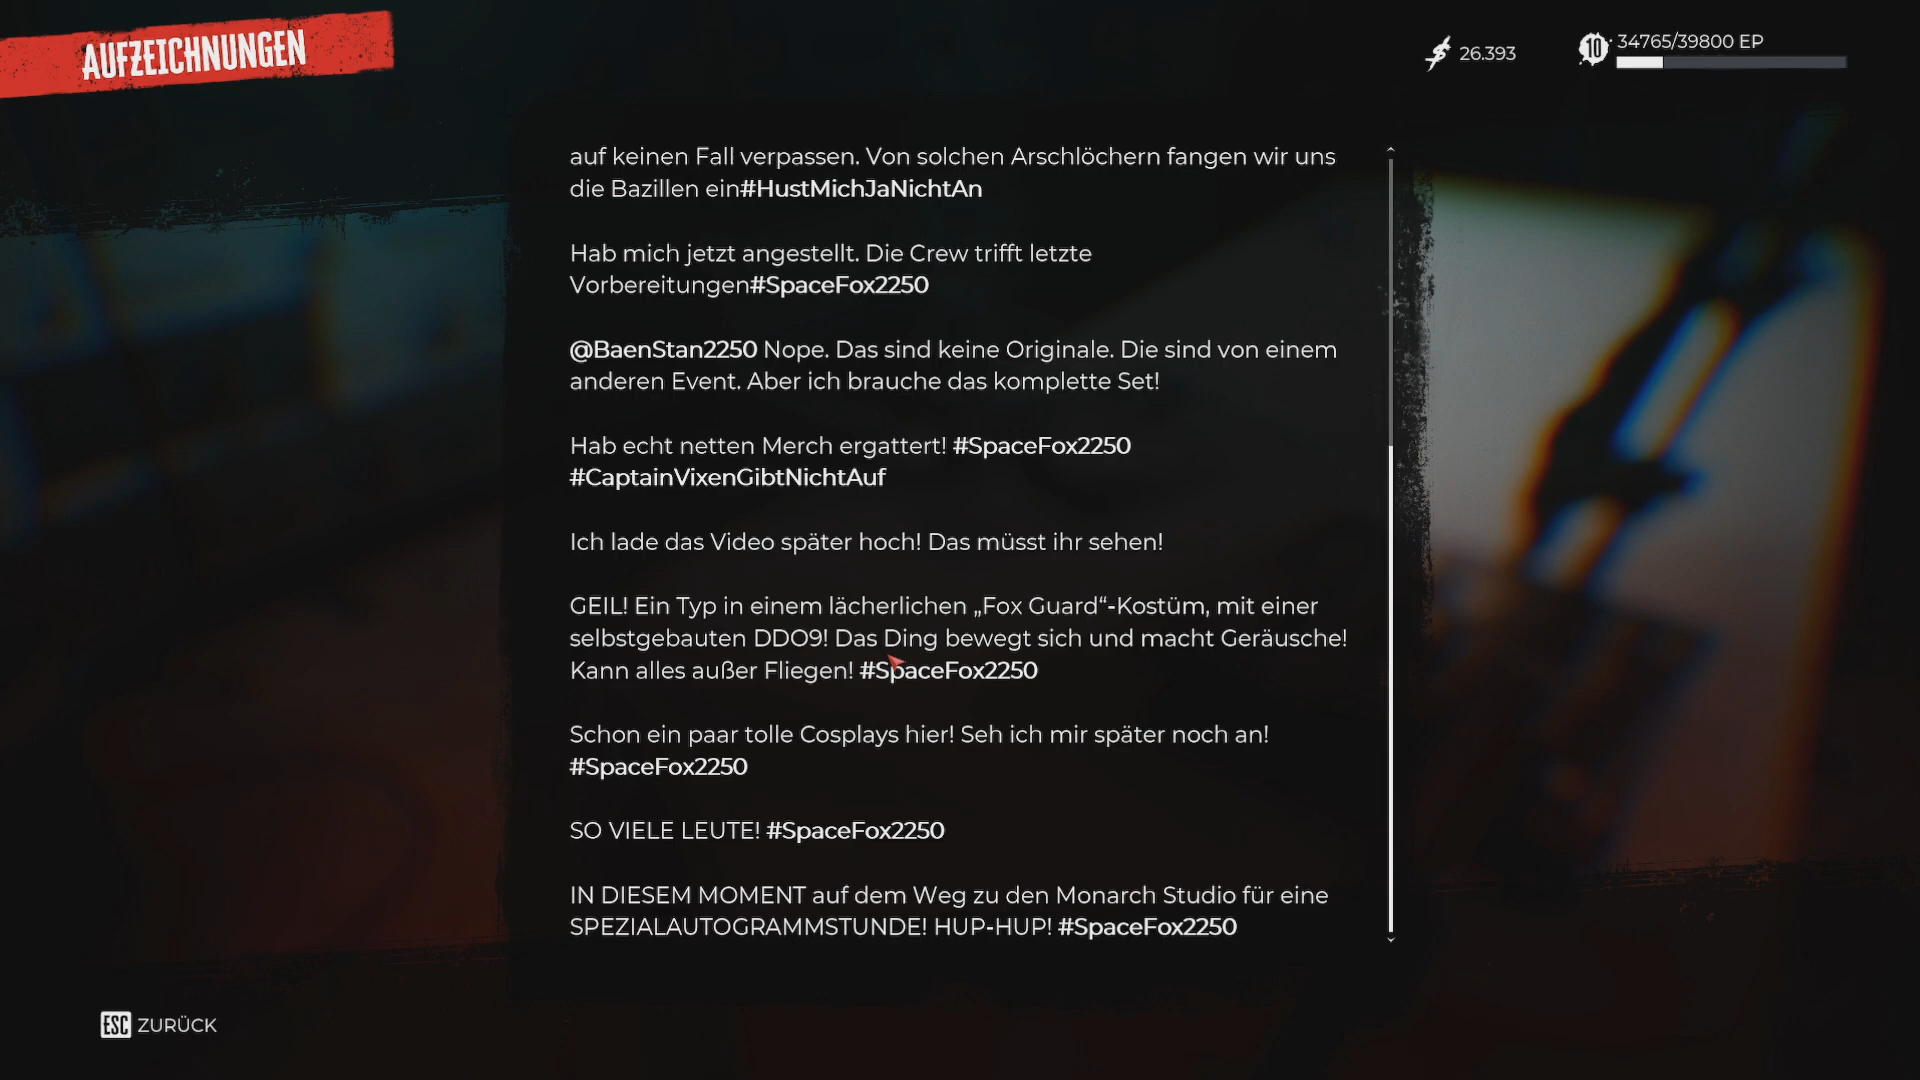 AUFZEICHNUNGEN
26.393
10
34765/39800 EP
auf keinen Fall verpassen. Von solchen Arschlöchern fangen wir uns
die Bazillen ein#HustMichJaNichtAn
Hab mich jetzt angestellt. Die Crew trifft letzte
Vorbereitungen#SpaceFox2250
@BaenStan2250 Nope. Das sind keine Originale. Die sind von einem
anderen Event. Aber ich brauche das komplette Set!
Hab echt netten Merch ergattert! #SpaceFox2250
#CaptainVixenGibtNichtAuf
Ich lade das Video später hoch! Das müsst ihr sehen!
GEIL! Ein Typ in einem lächerlichen „Fox Guard“-Kostüm, mit einer
selbstgebauten DDO9! Das Ding bewegt sich und macht Geräusche!
Kann alles außer Fliegen! #SpaceFox2250
Schon ein paar tolle Cosplays hier! Seh ich mir später noch an!
#SpaceFox2250
SO VIELE LEUTE! #SpaceFox2250
IN DIESEM MOMENT auf dem Weg zu den Monarch Studio für eine
SPEZIALAUTOGRAMMSTUNDE! HUP-HUP! #SpaceFox2250
ESC ZURÜCK